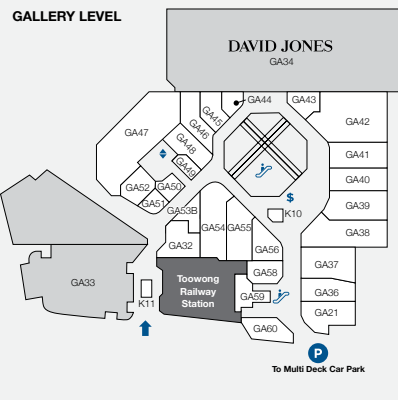 GALLERY LEVEL
DAVID JONES
GA34
GA44
GA43
GA45
GA42
GA46
GA47
GA48
GA41
GA49
GA40
GA52
GA50
$
GA51
GA39
GA53B
K10
GA54
GA55
GA38
GA32
GA56
GA37
GA58
Toowong
Railway
Station
GA33
GA36
GA59
K11
GA21
GA60
P
To Multi Deck Car Park